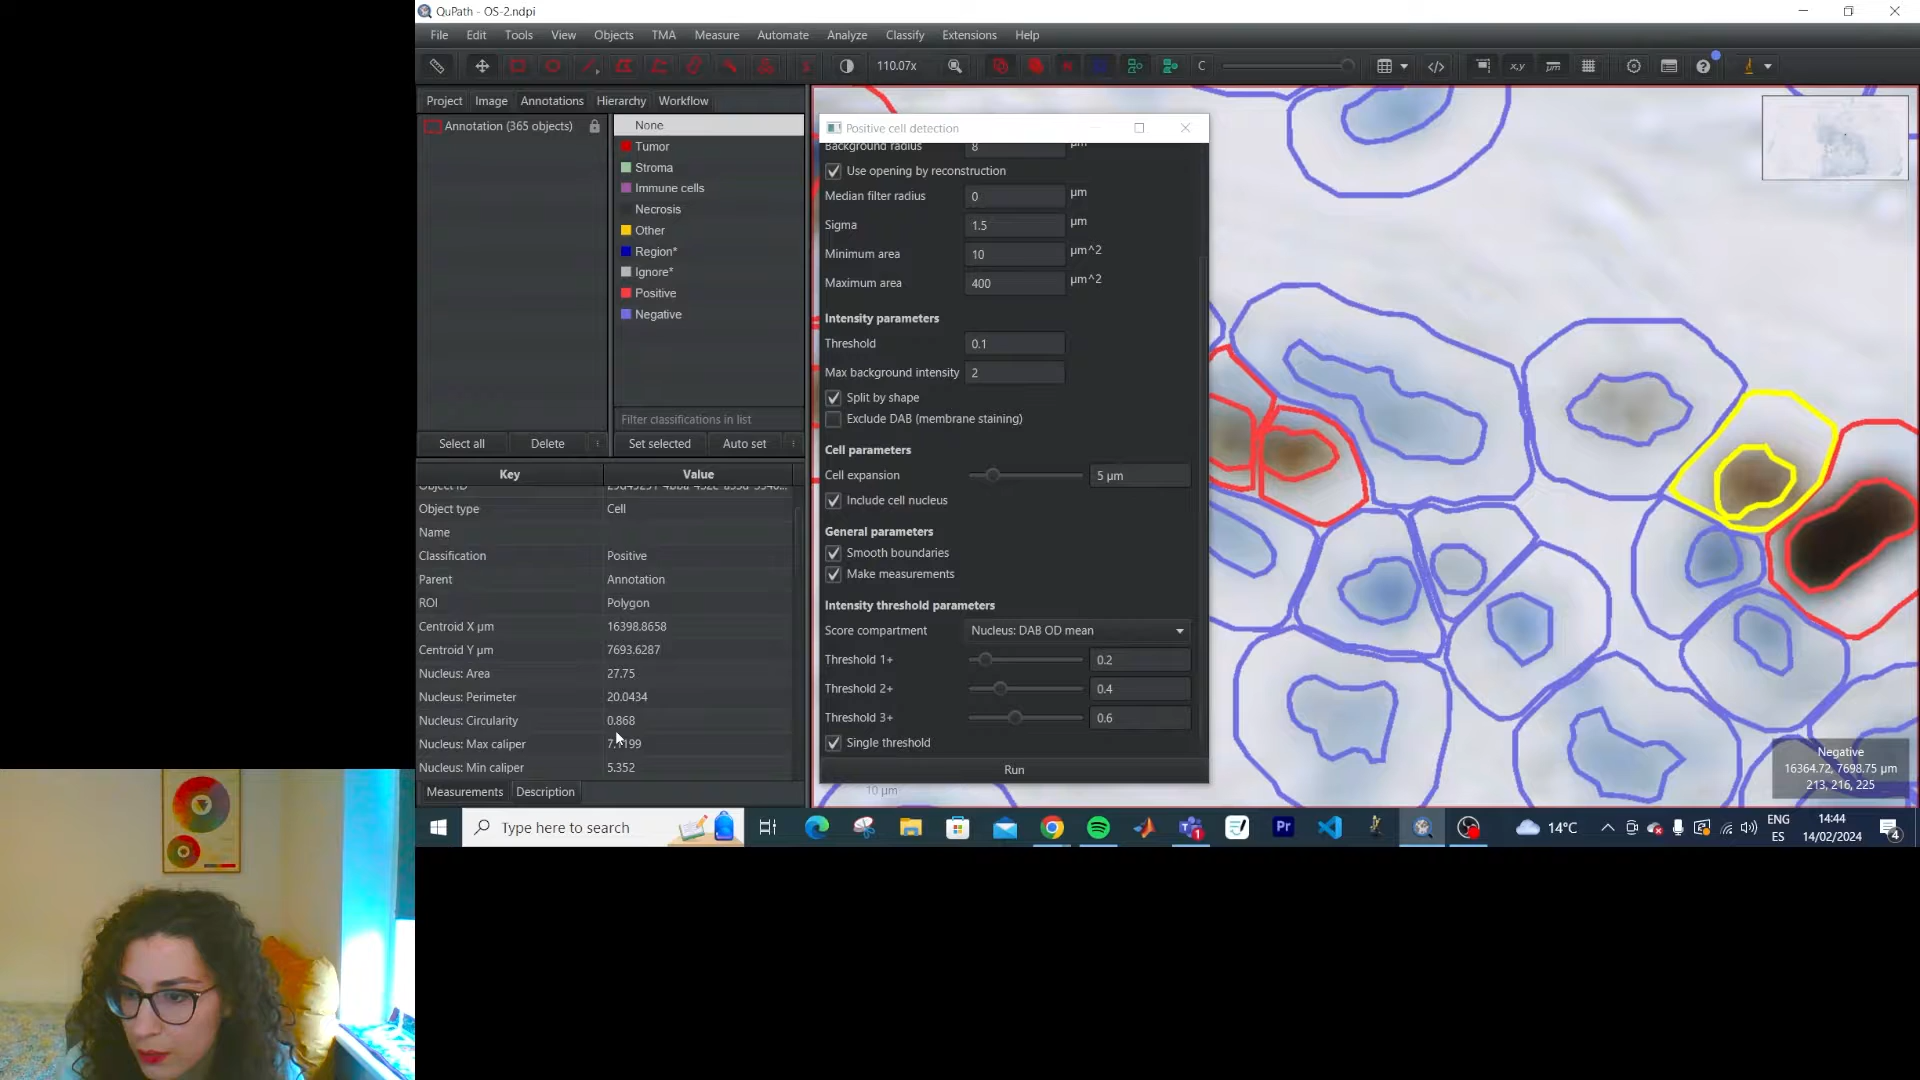 QuPath - OS-2.ndpi
File Edit Tools View Objects TMA Measure Automate Analyze Classify Extensions Help
110.07x
C
x,y
µm
Project Image Annotations Hierarchy Workflow
Annotation (365 objects)
None
Tumor
Stroma
Immune cells
Necrosis
Other
Region*
Ignore*
Positive
Negative
Filter classifications in list
Select all Delete Set selected Auto set
Key Value
Object ID
Object type Cell
Name
Classification Positive
Parent Annotation
ROI Polygon
Centroid X µm 16398.8658
Centroid Y µm 7693.6287
Nucleus: Area 27.75
Nucleus: Perimeter 20.0434
Nucleus: Circularity 0.868
Nucleus: Max caliper
Nucleus: Min caliper 5.352
Measurements Description
Positive cell detection
Background radius 8 µm
Use opening by reconstruction
Median filter radius 0 µm
Sigma 1.5 µm
Minimum area 10 µm^2
Maximum area 400 µm^2
Intensity parameters
Threshold 0.1
Max background intensity 2
Split by shape
Exclude DAB (membrane staining)
Cell parameters
Cell expansion 5 µm
Include cell nucleus
General parameters
Smooth boundaries
Make measurements
Intensity threshold parameters
Score compartment Nucleus: DAB OD mean
Threshold 1+ 0.2
Threshold 2+ 0.4
Threshold 3+ 0.6
Single threshold
Run
10 µm
Negative
16364.72, 7698.75 µm
213, 216, 225
Type here to search
Pr
14°C
ENG
ES
14:44
14/02/2024
4